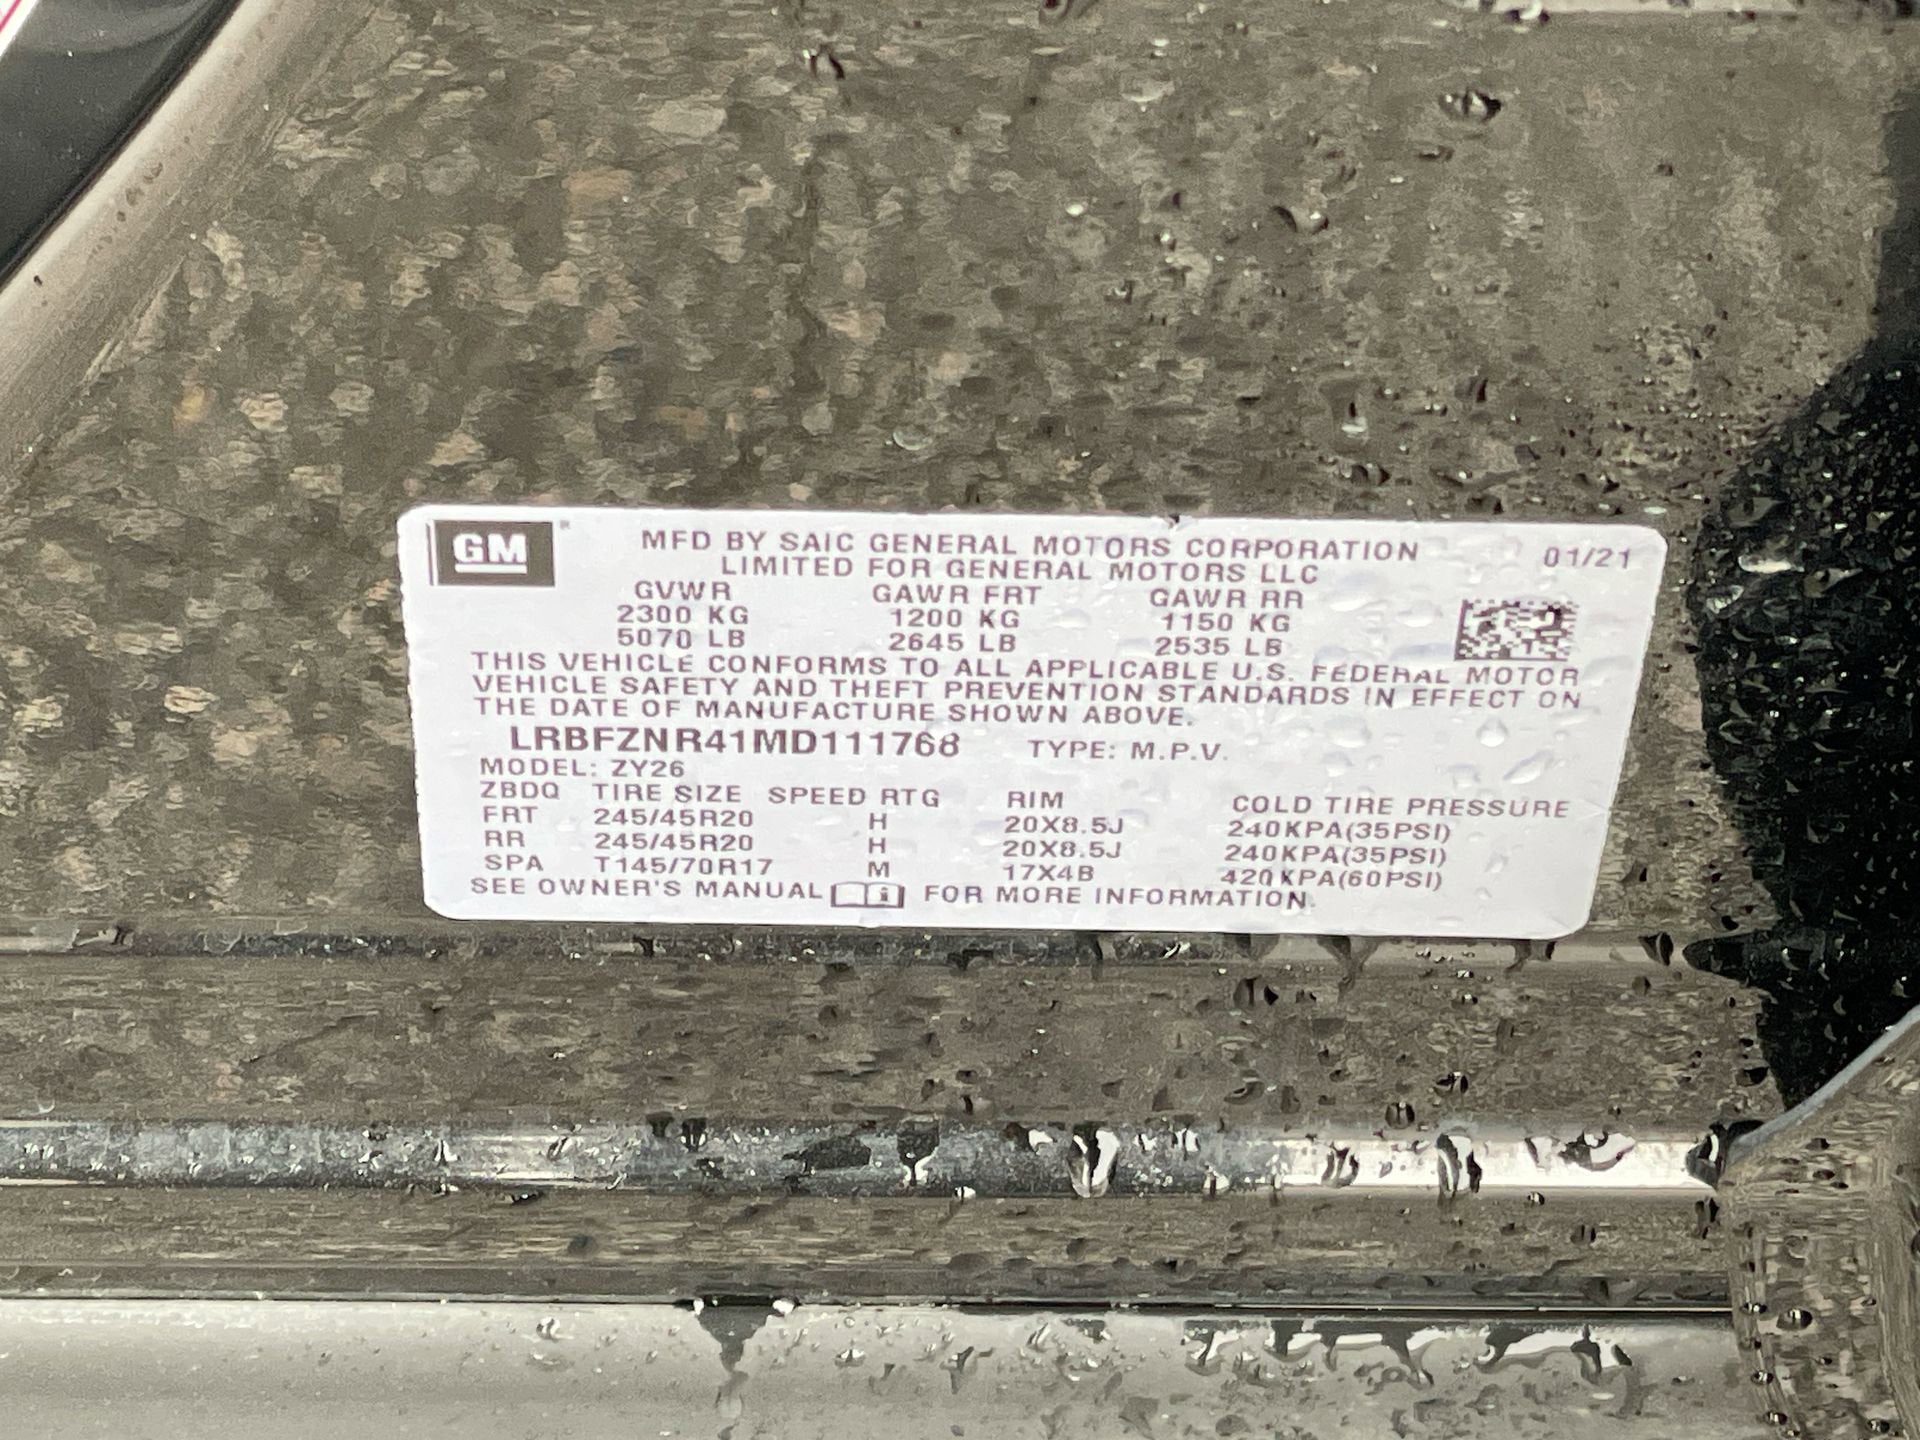 GM
MFD BY SAIC GENERAL MOTORS CORPORATION 01/21
LIMITED FOR GENERAL MOTORS LLC
GVWR GAWR FRT GAWR RR
2300 KG 1200 KG 1150 KG
5070 LB 2645 LB 2535 LB
THIS VEHICLE CONFORMS TO ALL APPLICABLE U.S. FEDERAL MOTOR
VEHICLE SAFETY AND THEFT PREVENTION STANDARDS IN EFFECT ON
THE DATE OF MANUFACTURE SHOWN ABOVE.
LRBFZNR41MD111768 TYPE: M.P.V.
MODEL: ZY26
ZBDQ TIRE SIZE SPEED RTG RIM COLD TIRE PRESSURE
FRT 245/45R20 H 20X8.5J 240KPA(35PSI)
RR 245/45R20 H 20X8.5J 240KPA(35PSI)
SPA T145/70R17 M 17X4B 420KPA(60PSI)
SEE OWNER'S MANUAL i FOR MORE INFORMATION.